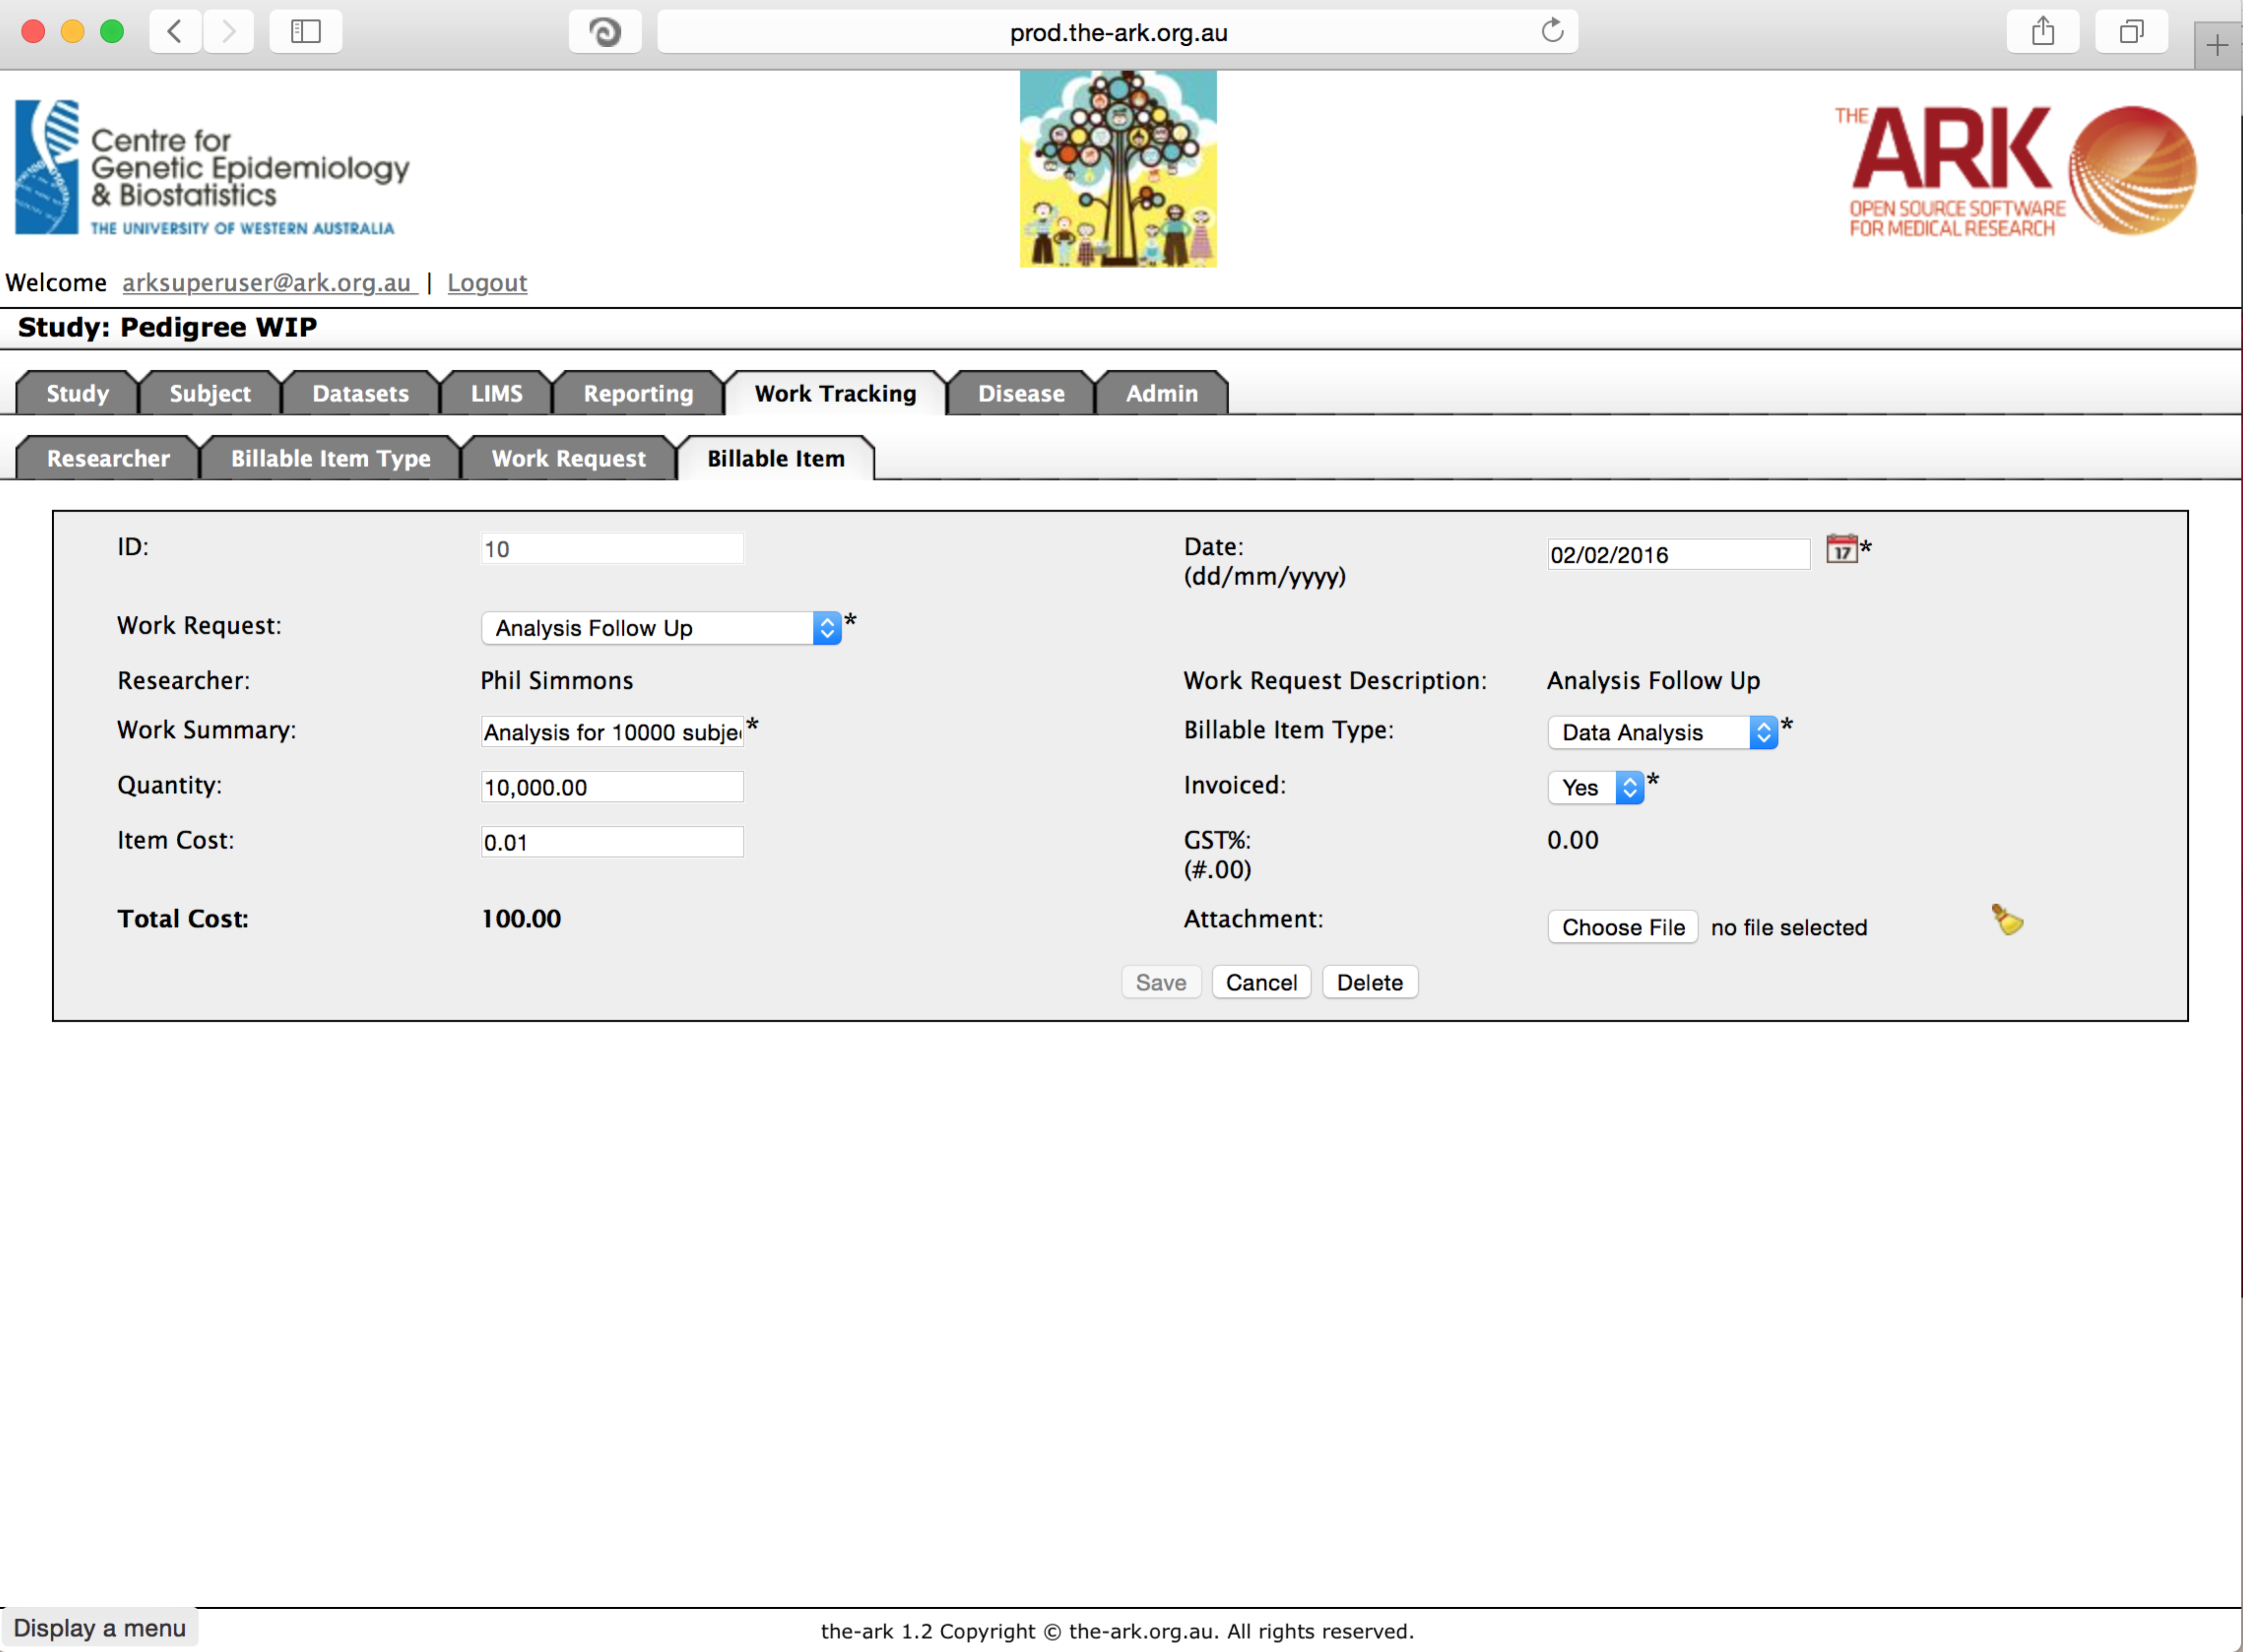 prod.the-ark.org.au
Centre for
Genetic Epidemiology
& Biostatistics
THE UNIVERSITY OF WESTERN AUSTRALIA
THE ARK
OPEN SOURCE SOFTWARE
FOR MEDICAL RESEARCH
Welcome arksuperuser@ark.org.au | Logout
Study: Pedigree WIP
Study Subject Datasets LIMS Reporting Work Tracking Disease Admin
Researcher Billable Item Type Work Request Billable Item
ID: 10 Date: 02/02/2016 17 *
(dd/mm/yyyy)
Work Request: Analysis Follow Up *
Researcher: Phil Simmons Work Request Description: Analysis Follow Up
Work Summary: Analysis for 10000 subje * Billable Item Type: Data Analysis *
Quantity: 10,000.00 Invoiced: Yes *
Item Cost: 0.01 GST%: 0.00
(#.00)
Total Cost: 100.00 Attachment: Choose File no file selected
Save Cancel Delete
Display a menu
the-ark 1.2 Copyright © the-ark.org.au. All rights reserved.